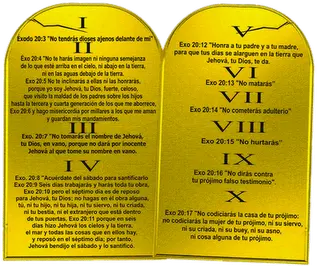 I
Exodo 20:3 "No tendrás dioses ajenos delante de mi"
II
Exo 20:4 "No te harás imagen ni ninguna semejanza
de lo que esté arriba en el cielo, ni abajo en la tierra,
ni en las aguas debajo de la tierra.
Exo 20:5 No te inclinarás a ellas ni las honrarás,
porque yo soy Jehová, tu Dios, fuerte, celoso,
que visito la maldad de los padres sobre los hijos
hasta la tercera y cuarta generación de los que me aborrecen,
Exo 20:6 y hago misericordia por millares a los que me aman
y guardan mis mandamientos.
III
Exo. 20:7 "No tomarás el nombre de Jehová,
tu Dios, en vano, porque no dará por inocente
Jehová al que tome su nombre en vano.
IV
Exo. 20:8 "Acuérdate del sábado para santificarlo
Exo 20:9 Seis días trabajarás y harás toda tu obra,
Exo 20:10 pero el séptimo día es de reposo
para Jehová, tu Dios; no hagas en él obra alguna,
tú, ni tu hijo, ni tu hija, ni tu siervo, ni tu criada,
ni tu bestia, ni el extranjero que está dentro
de tus puertas. Exo 20:11 porque en seis
días hizo Jehová los cielos y la tierra,
el mar y todas las cosas que en ellos hay,
y reposó en el séptimo día; por tanto,
Jehová bendijo el sábado y lo santificó.
V
Exo 20:12 "Honra a tu padre y a tu madre,
para que tus días se alarguen en la tierra que
Jehová, tu Dios, te da.
VI
Exo 20:13 "No matarás"
VII
Exo 20:14 "No cometerás adulterio"
VIII
Exo 20:15 "No hurtarás"
IX
Exo 20:16 "No dirás contra
tu prójimo falso testimonio".
X
Exo 20:17 "No codiciarás la casa de tu prójimo:
no codiciarás la mujer de tu prójimo, ni su siervo,
ni su criada, ni su buey, ni su asno,
ni cosa alguna de tu prójimo.